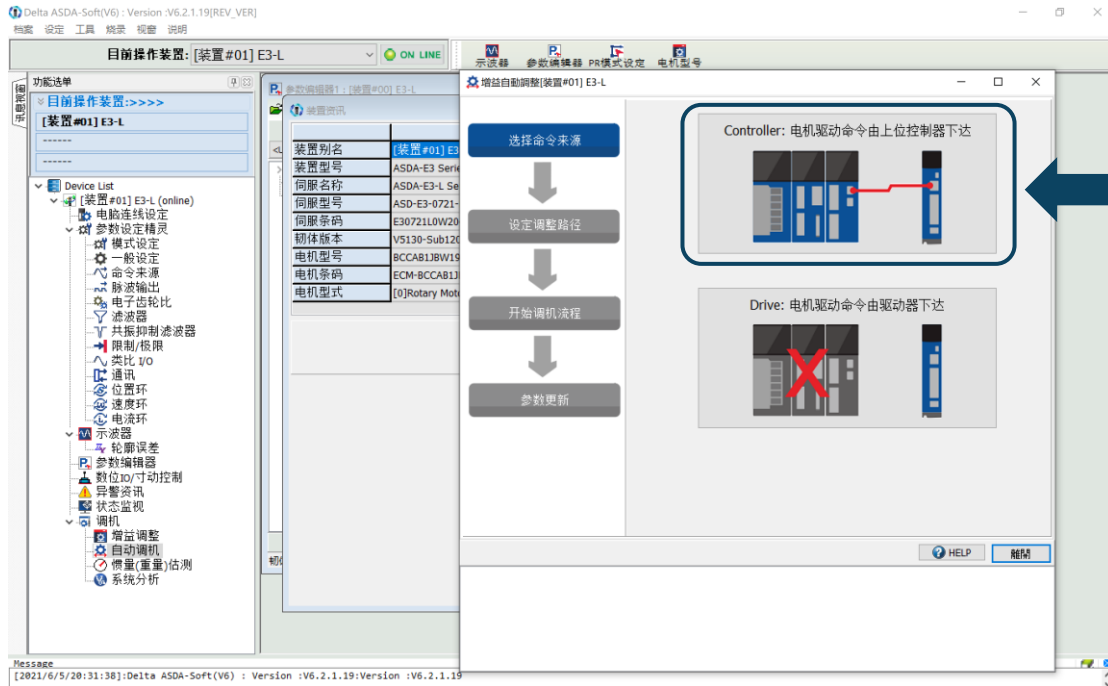 Delta ASDA-Soft(V6) : Version :V6.2.1.19[REV_VER]
档案 设定 工具 烧录 视窗 说明
目前操作装置: [装置#01] E3-L
ON LINE
示波器 参数编辑器 PR模式设定 电机型号
功能选单
目前操作装置:>>>>
[装置#01] E3-L
------
------
Device List
[装置#01] E3-L (online)
电脑连线设定
参数设定精灵
模式设定
一般设定
命令来源
脉波输出
电子齿轮比
滤波器
共振抑制滤波器
限制/极限
类比 I/O
通讯
位置环
速度环
电流环
示波器
轮廓误差
参数编辑器
数位IO/寸动控制
异警资讯
状态监视
调机
增益调整
自动调机
惯量(重量)估测
系统分析
参数编辑器1 : [装置#00] E3-L
装置资讯
装置别名 [装置#01] E3
装置型号 ASDA-E3 Serie
伺服名称 ASDA-E3-L Se
伺服型号 ASD-E3-0721-
伺服条码 E30721L0W20
韧体版本 V5130-Sub120
电机型号 BCCAB1JBW19
电机条码 ECM-BCCAB1J
电机型式 [0]Rotary Moto
增益自動調整[装置#01] E3-L
选择命令来源
设定调整路径
开始调机流程
参数更新
Controller: 电机驱动命令由上位控制器下达
Drive: 电机驱动命令由驱动器下达
HELP
離開
Message
[2021/6/5/20:31:38]:Delta ASDA-Soft(V6) : Version :V6.2.1.19:Version :V6.2.1.19